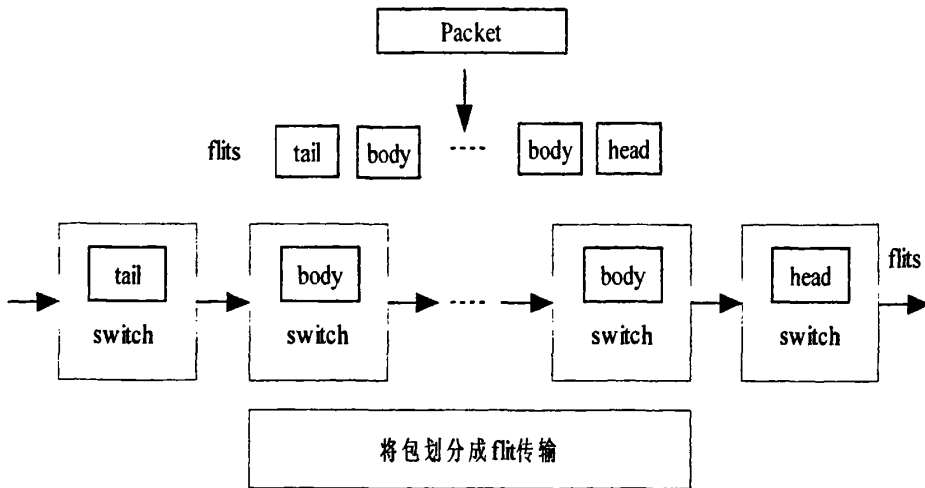 Packet
flits tail body ····· body head
tail body ····· body head flits
switch switch switch switch
将包划分成flit传输